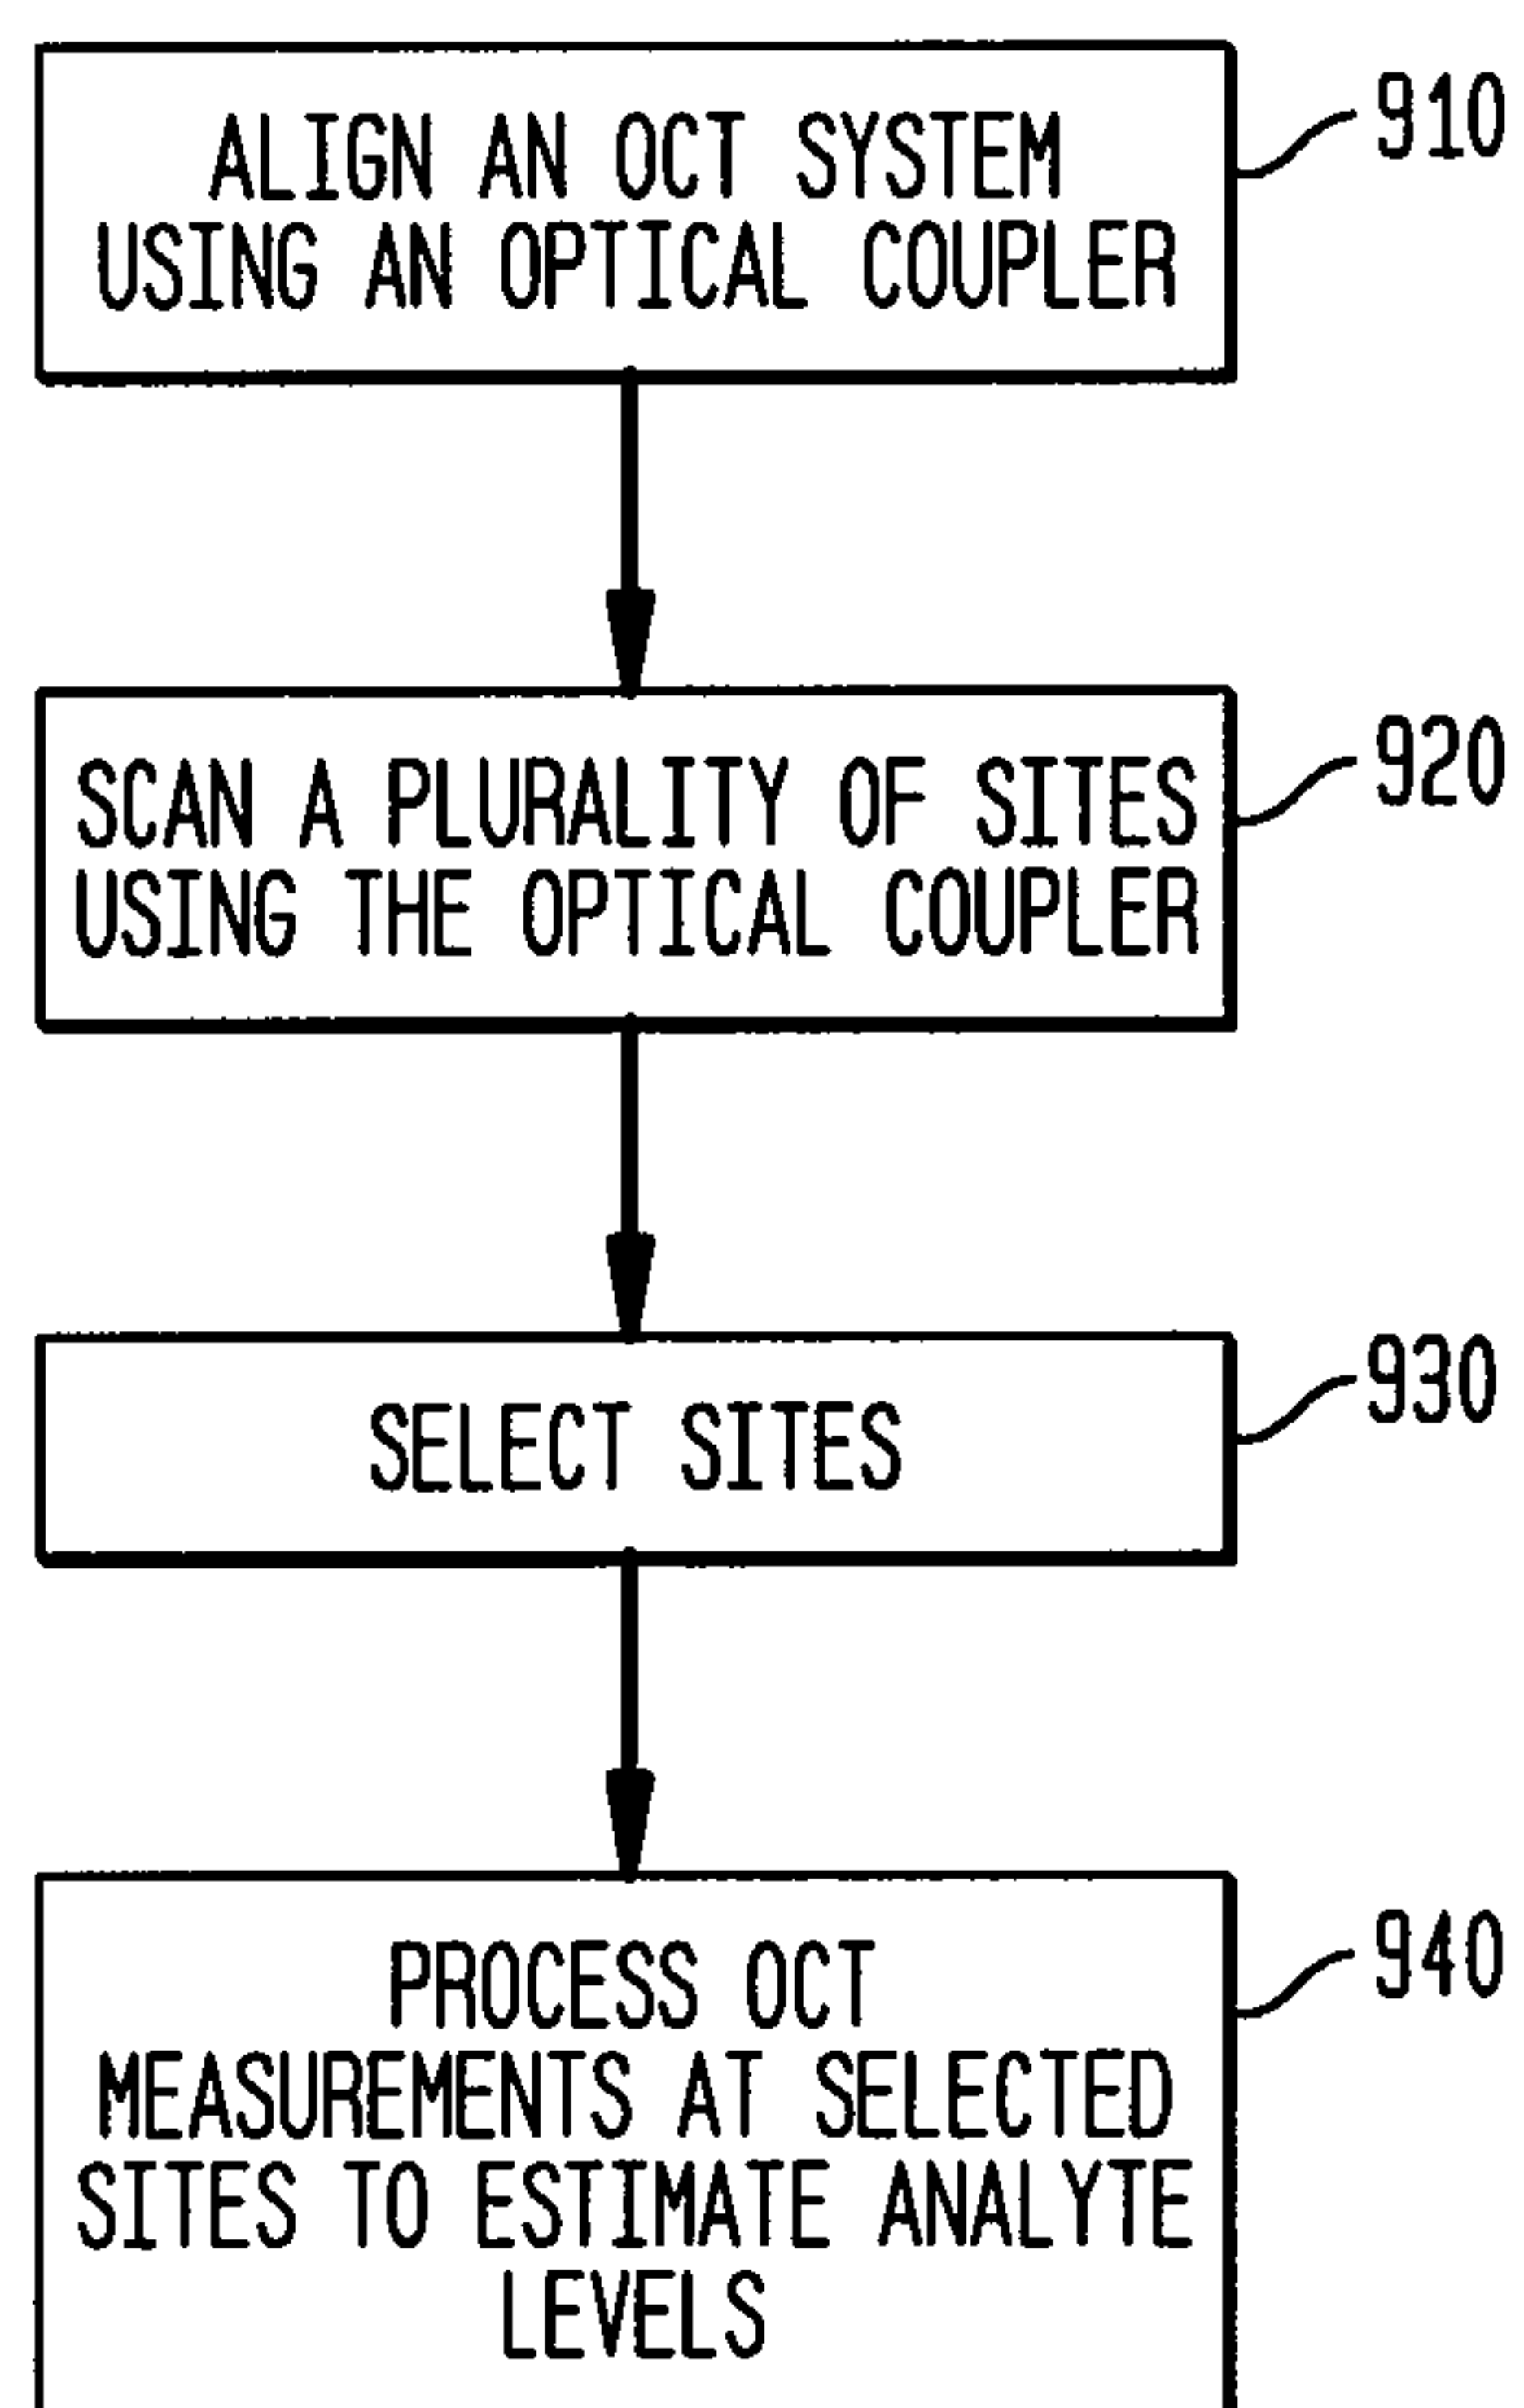 ALIGN AN OCT SYSTEM
USING AN OPTICAL COUPLER
910
SCAN A PLURALITY OF SITES
USING THE OPTICAL COUPLER
920
SELECT SITES
930
PROCESS OCT
MEASUREMENTS AT SELECTED
SITES TO ESTIMATE ANALYTE
LEVELS
940